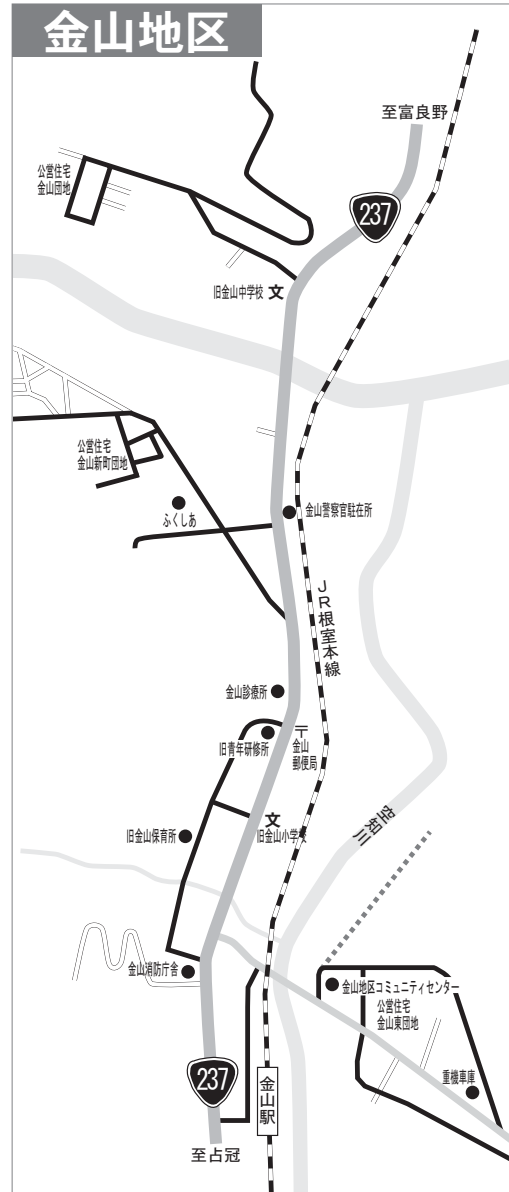 金山地区
至富良野
公営住宅
金山団地
237
旧金山中学校 文
公営住宅
金山新町団地
ふくしあ
金山警察官駐在所
JR根室本線
金山診療所
旧青年研修所
〒
金山
郵便局
文
旧金山小学校
旧金山保育所
空知川
金山消防庁舎
金山地区コミュニティセンター
公営住宅
金山東団地
237
金山駅
重機車庫
至占冠